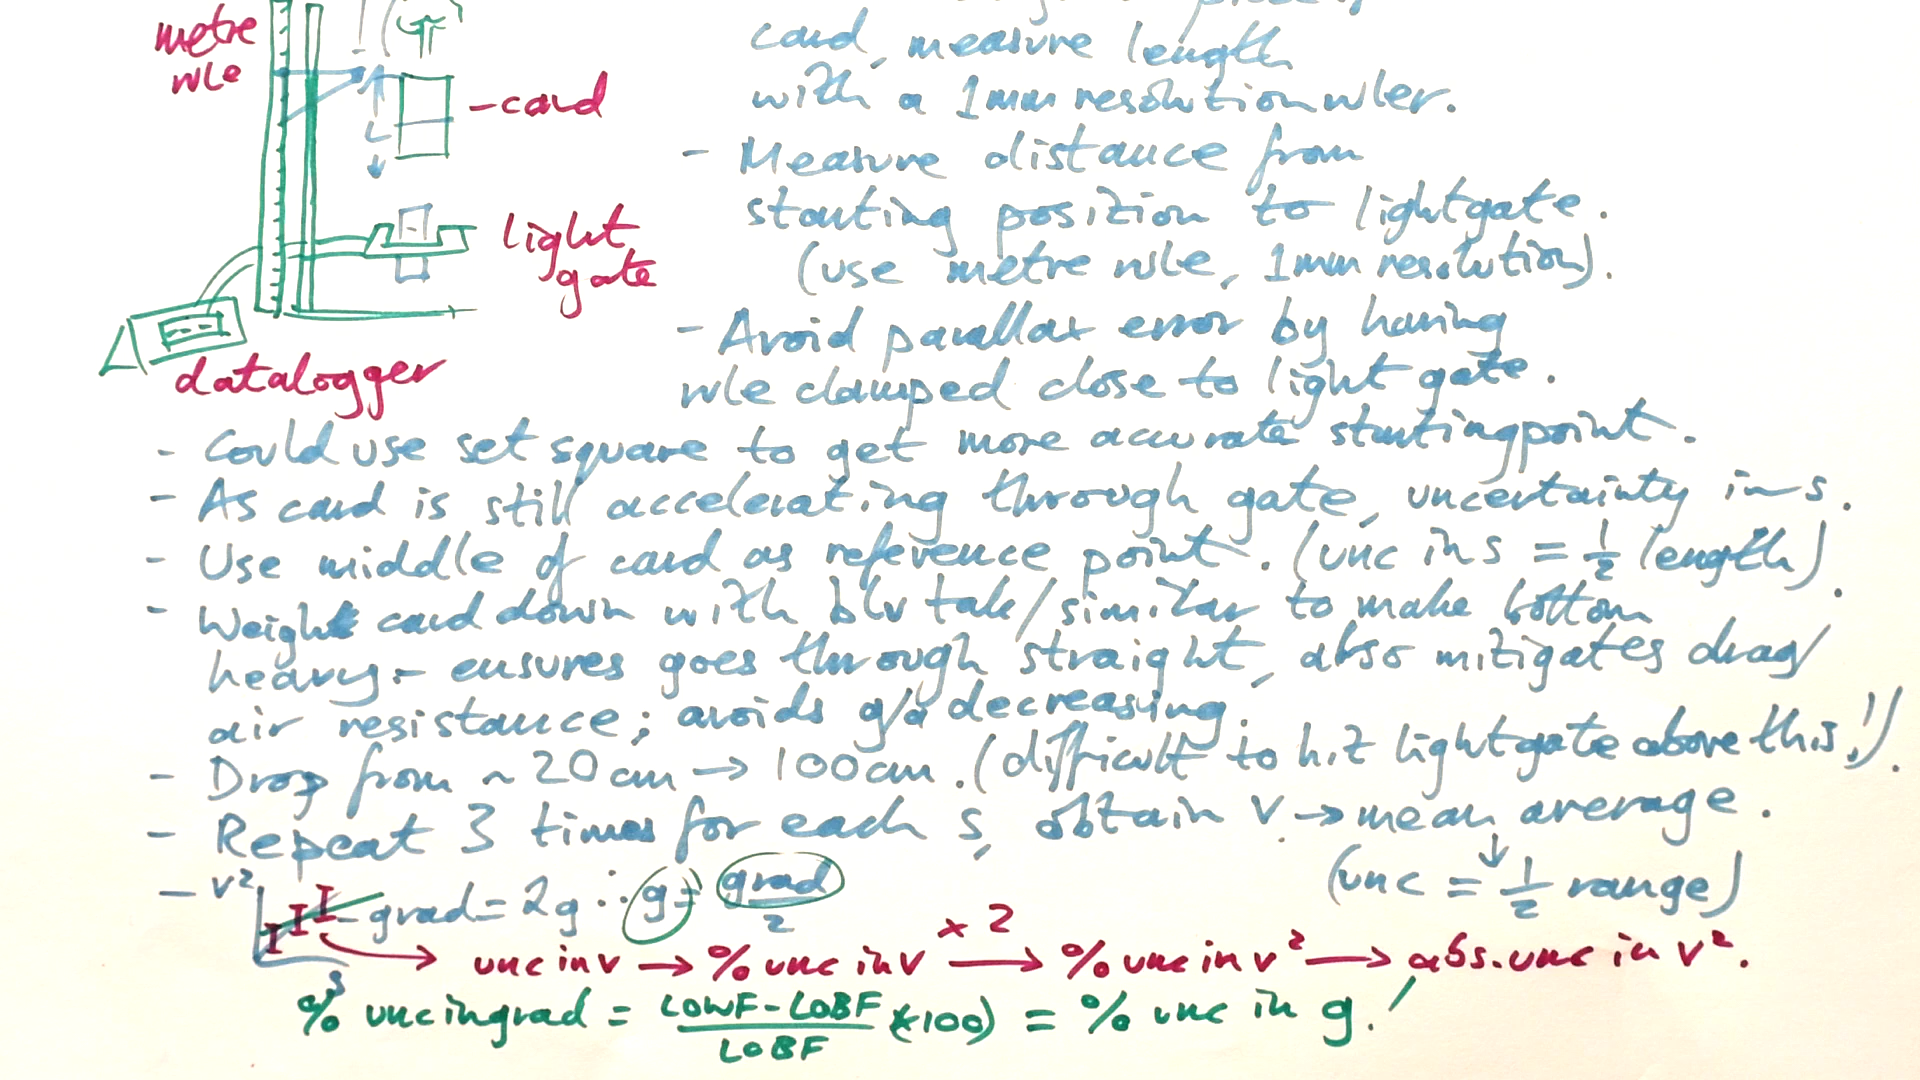 metre
rule
card, measure length
- card
with a 1mm resolution ruler.
L
- Measure distance from
starting position to lightgate.
light
gate
(use metre rule, 1mm resolution).
- Avoid parallax error by having
rule clamped close to light gate.
datalogger
- Could use set square to get more accurate starting point.
- As card is still accelerating through gate, uncertainty in s.
- Use middle of card as reference point. (unc in s = 1/2 length).
- Weight card down with blu tak/similar to make bottom
heavy - ensures goes through straight, also mitigates drag/
air resistance; avoids g/a decreasing.
- Drop from ~ 20cm → 100cm. (difficult to hit lightgate above this!).
- Repeat 3 times for each s, obtain v → mean average.
(unc = 1/2 range)
- v² s - grad = 2g ∴ g = grad/2
unc in v → % unc in v ×2 → % unc in v² → abs. unc in v².
% unc in grad = LOWF - LOBF / LOBF (×100) = % unc in g!